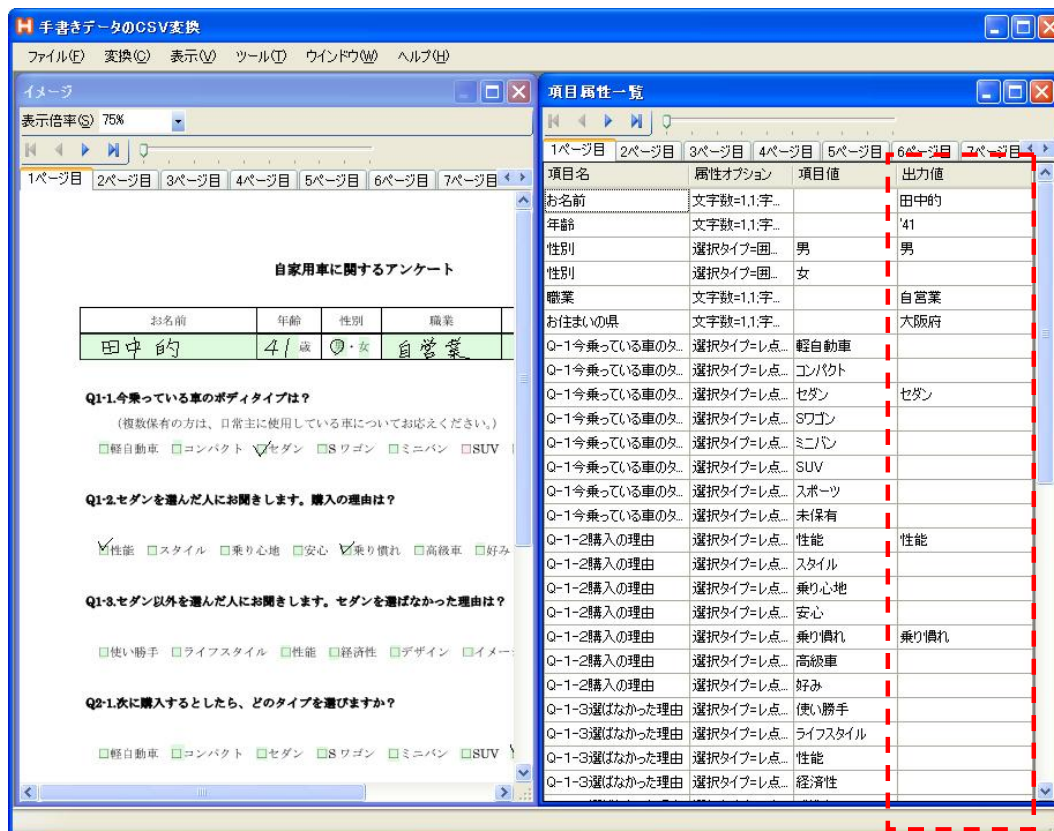 手書きデータのCSV変換
ファイル(F) 変換(C) 表示(V) ツール(T) ウインドウ(W) ヘルプ(H)
イメージ
表示倍率(S) 75%
1ページ目 2ページ目 3ページ目 4ページ目 5ページ目 6ページ目 7ページ目
自家用車に関するアンケート
お名前 年齢 性別 職業
田中 的 41 歳 男・女 自営業
Q1-1.今乗っている車のボディタイプは?
(複数保有の方は、日常主に使用している車についてお応えください。)
軽自動車 コンパクト セダン Sワゴン ミニバン SUV
Q1-2.セダンを選んだ人にお聞きします。購入の理由は?
性能 スタイル 乗り心地 安心 乗り慣れ 高級車 好み
Q1-3.セダン以外を選んだ人にお聞きします。セダンを選ばなかった理由は?
使い勝手 ライフスタイル 性能 経済性 デザイン イメー
Q2-1.次に購入するとしたら、どのタイプを選びますか?
軽自動車 コンパクト セダン Sワゴン ミニバン SUV
項目属性一覧
1ページ目 2ページ目 3ページ目 4ページ目 5ページ目 6ページ目 7ページ目
項目名 属性オプション 項目値 出力値
お名前 文字数=1,1;字... 田中的
年齢 文字数=1,1;字... '41
性別 選択タイプ=囲... 男 男
性別 選択タイプ=囲... 女
職業 文字数=1,1;字... 自営業
お住まいの県 文字数=1,1;字... 大阪府
Q-1今乗っている車のタ... 選択タイプ=レ点... 軽自動車
Q-1今乗っている車のタ... 選択タイプ=レ点... コンパクト
Q-1今乗っている車のタ... 選択タイプ=レ点... セダン セダン
Q-1今乗っている車のタ... 選択タイプ=レ点... Sワゴン
Q-1今乗っている車のタ... 選択タイプ=レ点... ミニバン
Q-1今乗っている車のタ... 選択タイプ=レ点... SUV
Q-1今乗っている車のタ... 選択タイプ=レ点... スポーツ
Q-1今乗っている車のタ... 選択タイプ=レ点... 未保有
Q-1-2購入の理由 選択タイプ=レ点... 性能 性能
Q-1-2購入の理由 選択タイプ=レ点... スタイル
Q-1-2購入の理由 選択タイプ=レ点... 乗り心地
Q-1-2購入の理由 選択タイプ=レ点... 安心
Q-1-2購入の理由 選択タイプ=レ点... 乗り慣れ 乗り慣れ
Q-1-2購入の理由 選択タイプ=レ点... 高級車
Q-1-2購入の理由 選択タイプ=レ点... 好み
Q-1-3選ばなかった理由 選択タイプ=レ点... 使い勝手
Q-1-3選ばなかった理由 選択タイプ=レ点... ライフスタイル
Q-1-3選ばなかった理由 選択タイプ=レ点... 性能
Q-1-3選ばなかった理由 選択タイプ=レ点... 経済性